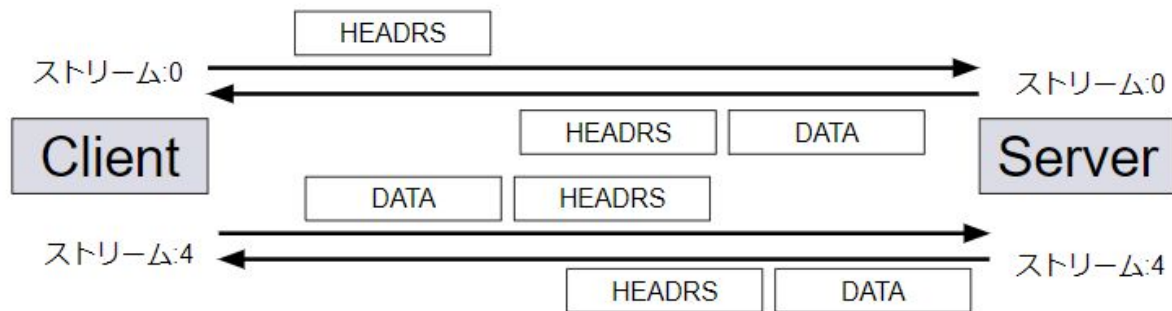 HEADRS
ストリーム:0
ストリーム:0
HEADRS DATA
Client
Server
DATA HEADRS
ストリーム:4
ストリーム:4
HEADRS DATA